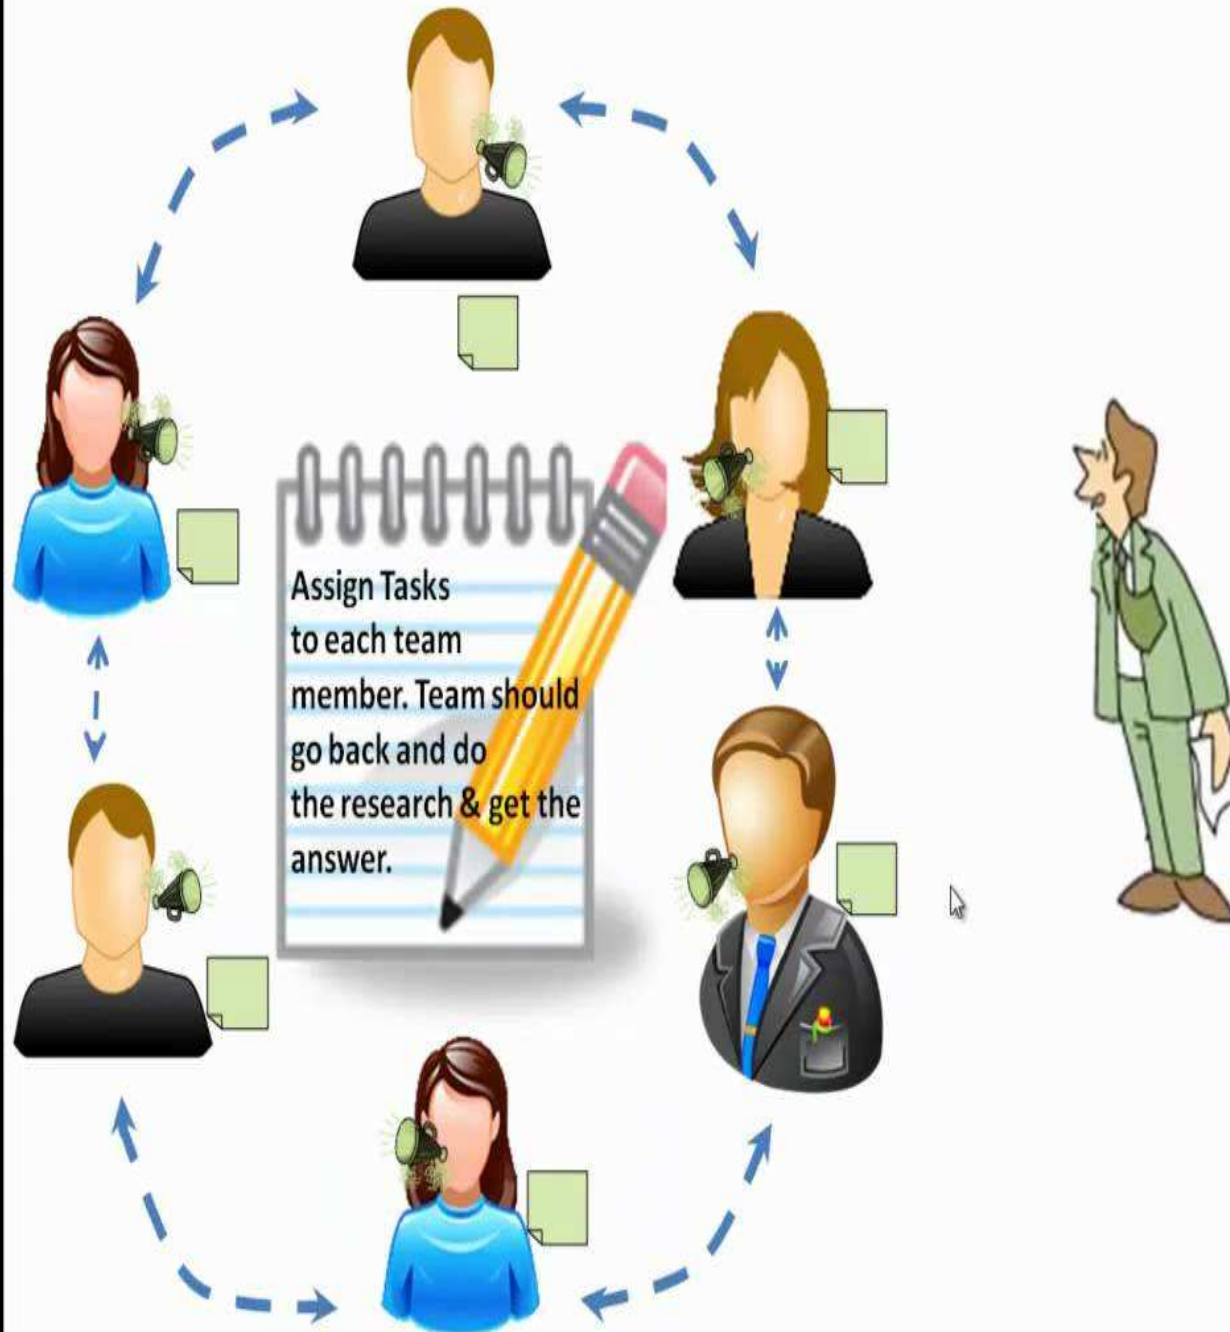 Assign Tasks
to each team
member. Team should
go back and do
the research & get the
answer.